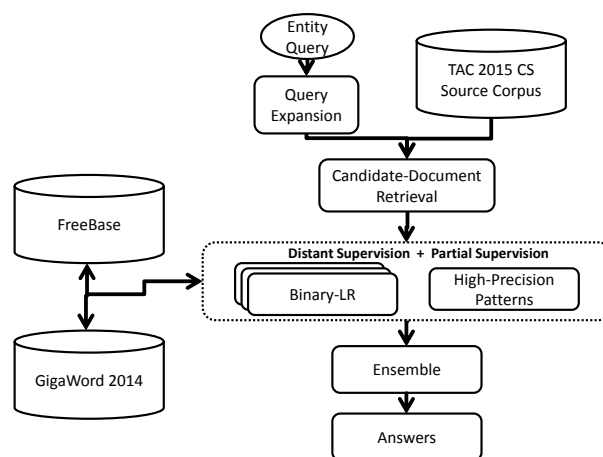 Entity
Query
TAC 2015 CS
Source Corpus
Query
Expansion
Candidate-Document
Retrieval
FreeBase
Distant Supervision + Partial Supervision
Binary-LR
High-Precision
Patterns
GigaWord 2014
Ensemble
Answers